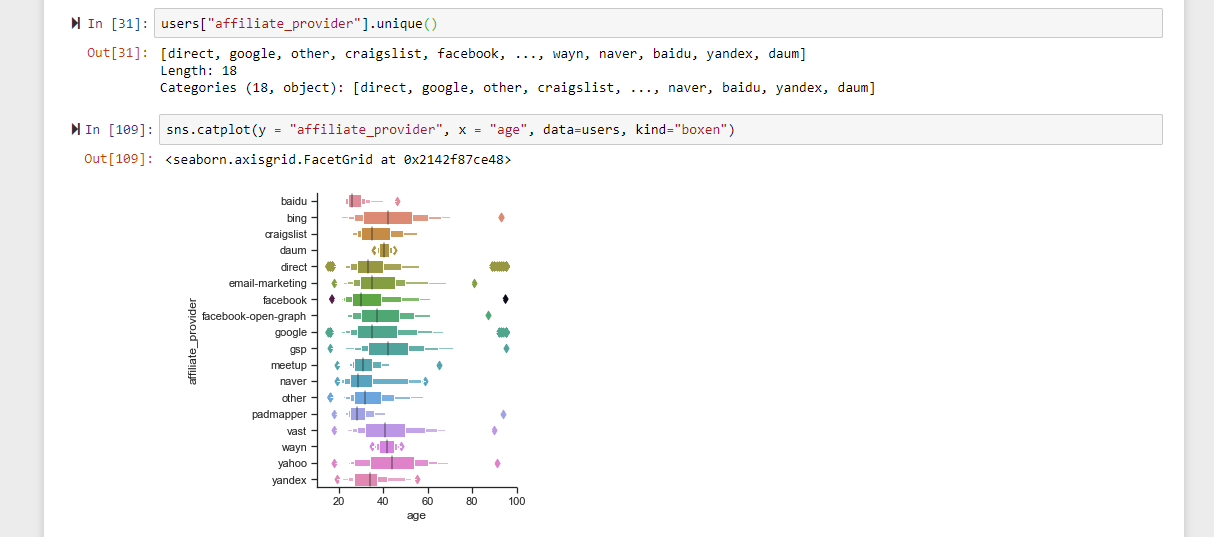 In [31]: users["affiliate_provider"].unique()
Out[31]: [direct, google, other, craigslist, facebook, ..., wayn, naver, baidu, yandex, daum]
Length: 18
Categories (18, object): [direct, google, other, craigslist, ..., naver, baidu, yandex, daum]
In [109]: sns.catplot(y = "affiliate_provider", x = "age", data=users, kind="boxen")
Out[109]: <seaborn.axisgrid.FacetGrid at 0x2142f87ce48>
baidu
bing
craigslist
daum
direct
email-marketing
facebook
facebook-open-graph
google
gsp
meetup
naver
other
padmapper
vast
wayn
yahoo
yandex
affiliate_provider
20 40 60 80 100
age